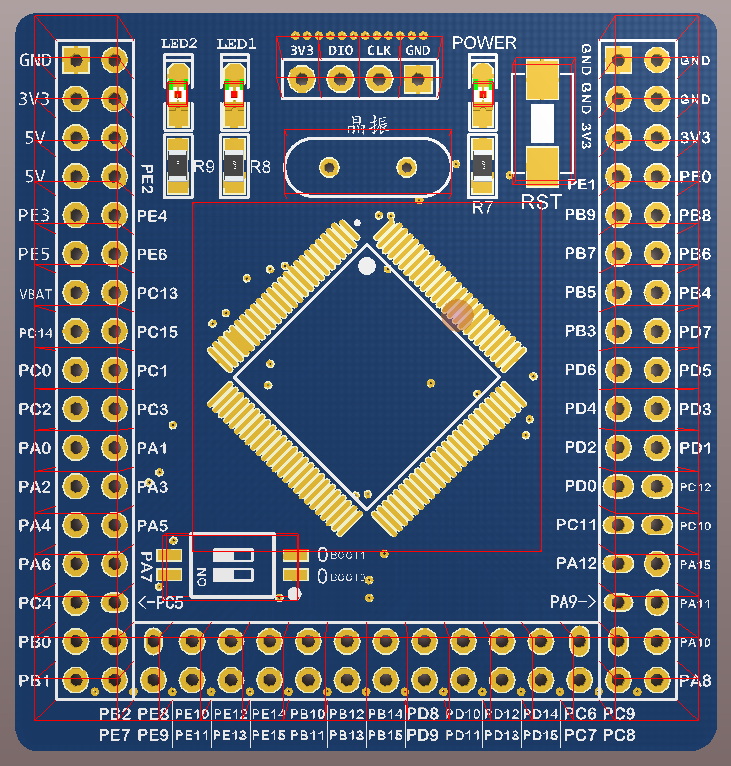 LED2 LED1 POWER
3V3 DIO CLK GND
晶振
R9 R8 R7 RST
GND GND 3V3
PE2
PE1
GND GND GND
3V3 GND
5V 3V3
5V PE0
PE3 PE4 PB9 PB8
PE5 PE6 PB7 PB6
VBAT PC13 PB5 PB4
PC14 PC15 PB3 PD7
PC0 PC1 PD6 PD5
PC2 PC3 PD4 PD3
PA0 PA1 PD2 PD1
PA2 PA3 PD0 PC12
PA4 PA5 PC11 PC10
PA6 PA7 NO 0BOOT1 PA12 PA15
0
PC4 <-PC5 PA9-> PA11
PB0 PA10
PB1 PA8
PB2 PE8 PE10 PE12 PE14 PB10 PB12 PB14 PD8 PD10 PD12 PD14 PC6 PC9
PE7 PE9 PE11 PE13 PE15 PB11 PB13 PB15 PD9 PD11 PD13 PD15 PC7 PC8